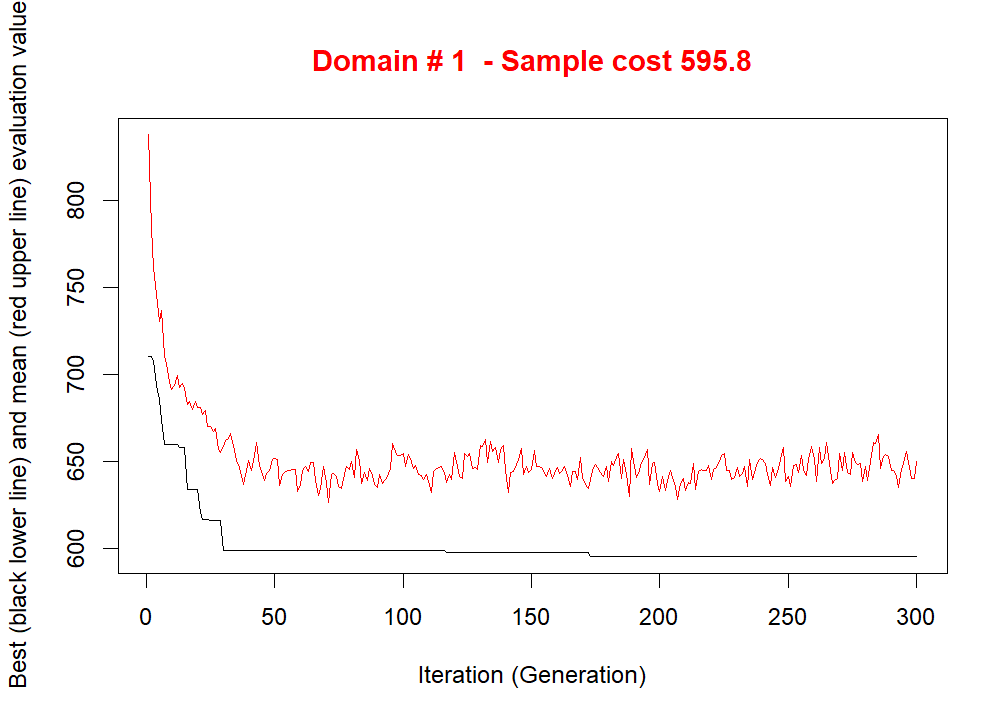 Domain # 1  - Sample cost 595.8
Best (black lower line) and mean (red upper line) evaluation value
800
750
700
650
600
0 50 100 150 200 250 300
Iteration (Generation)